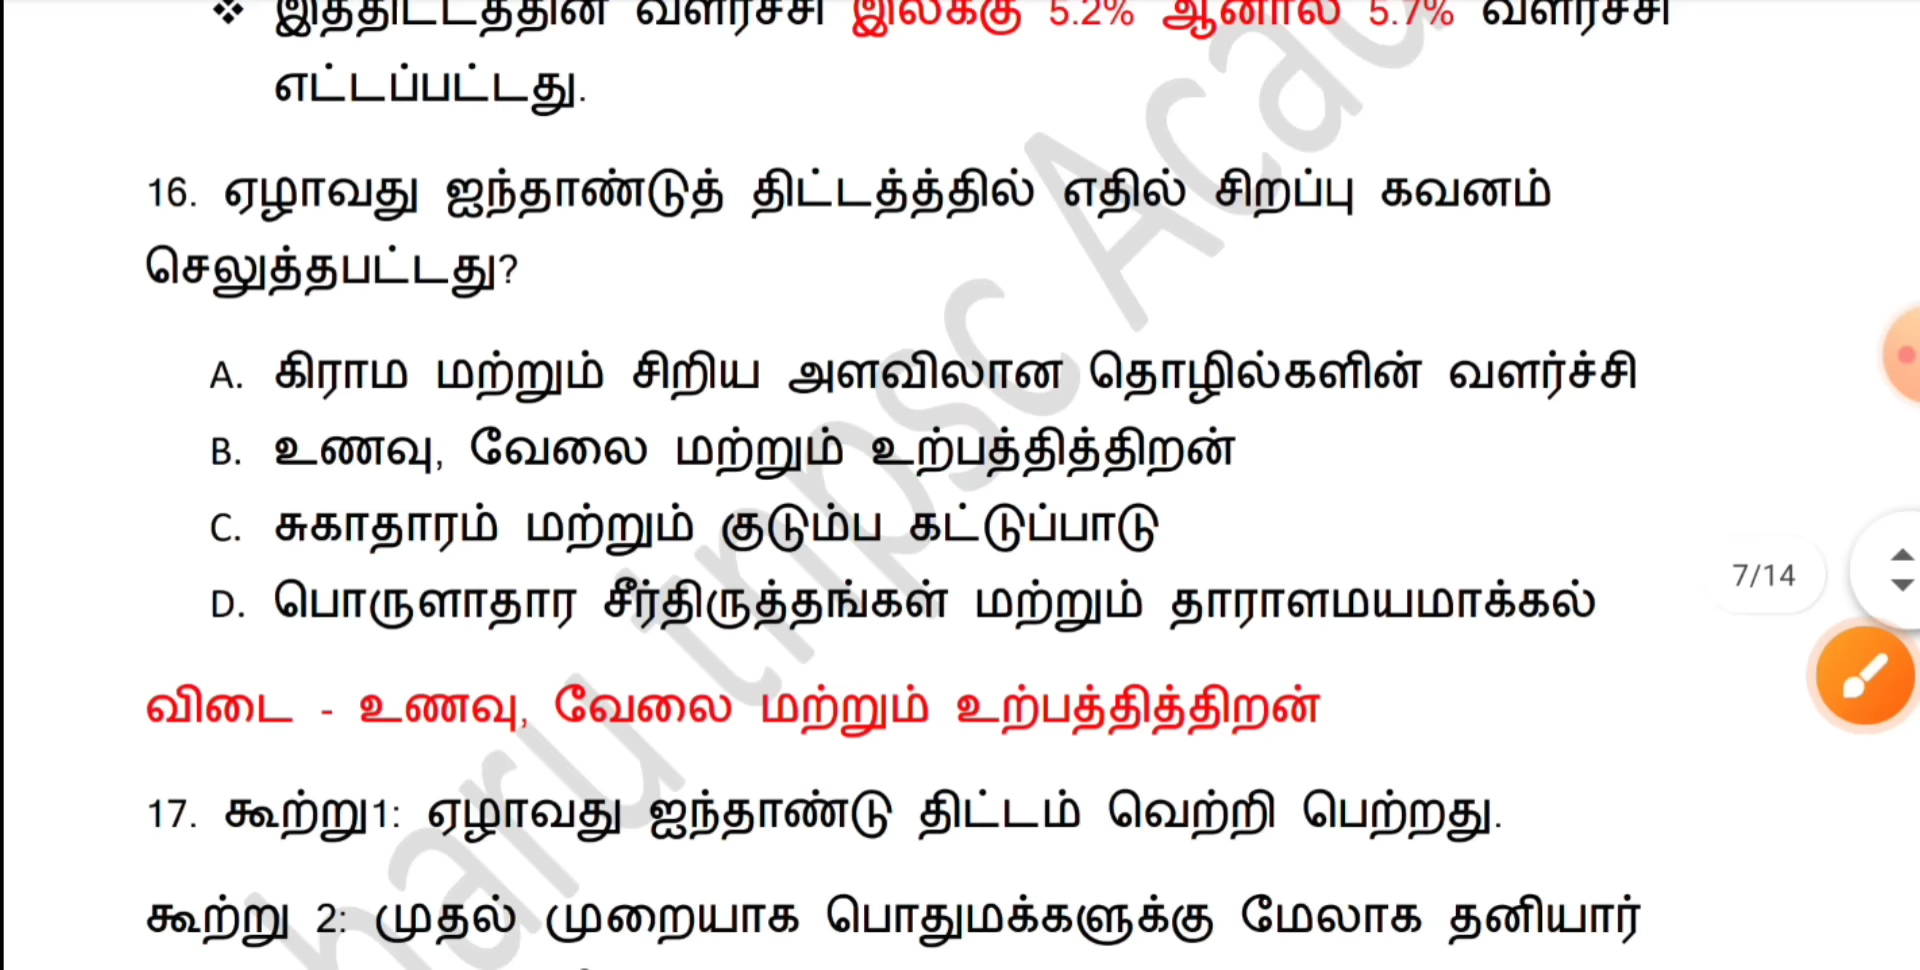 ❖ இத்திட்டத்தின் வளர்ச்சி இலக்கு 5.2% ஆனால் 5.7% வளர்ச்சி
எட்டப்பட்டது.
16. ஏழாவது ஐந்தாண்டுத் திட்டத்த்தில் எதில் சிறப்பு கவனம்
செலுத்தபட்டது?
A. கிராம மற்றும் சிறிய அளவிலான தொழில்களின் வளர்ச்சி
B. உணவு, வேலை மற்றும் உற்பத்தித்திறன்
C. சுகாதாரம் மற்றும் குடும்ப கட்டுப்பாடு
D. பொருளாதார சீர்திருத்தங்கள் மற்றும் தாராளமயமாக்கல்
7/14
விடை - உணவு, வேலை மற்றும் உற்பத்தித்திறன்
17. கூற்று1: ஏழாவது ஐந்தாண்டு திட்டம் வெற்றி பெற்றது.
கூற்று 2: முதல் முறையாக பொதுமக்களுக்கு மேலாக தனியார்
haru tnpsc Aca